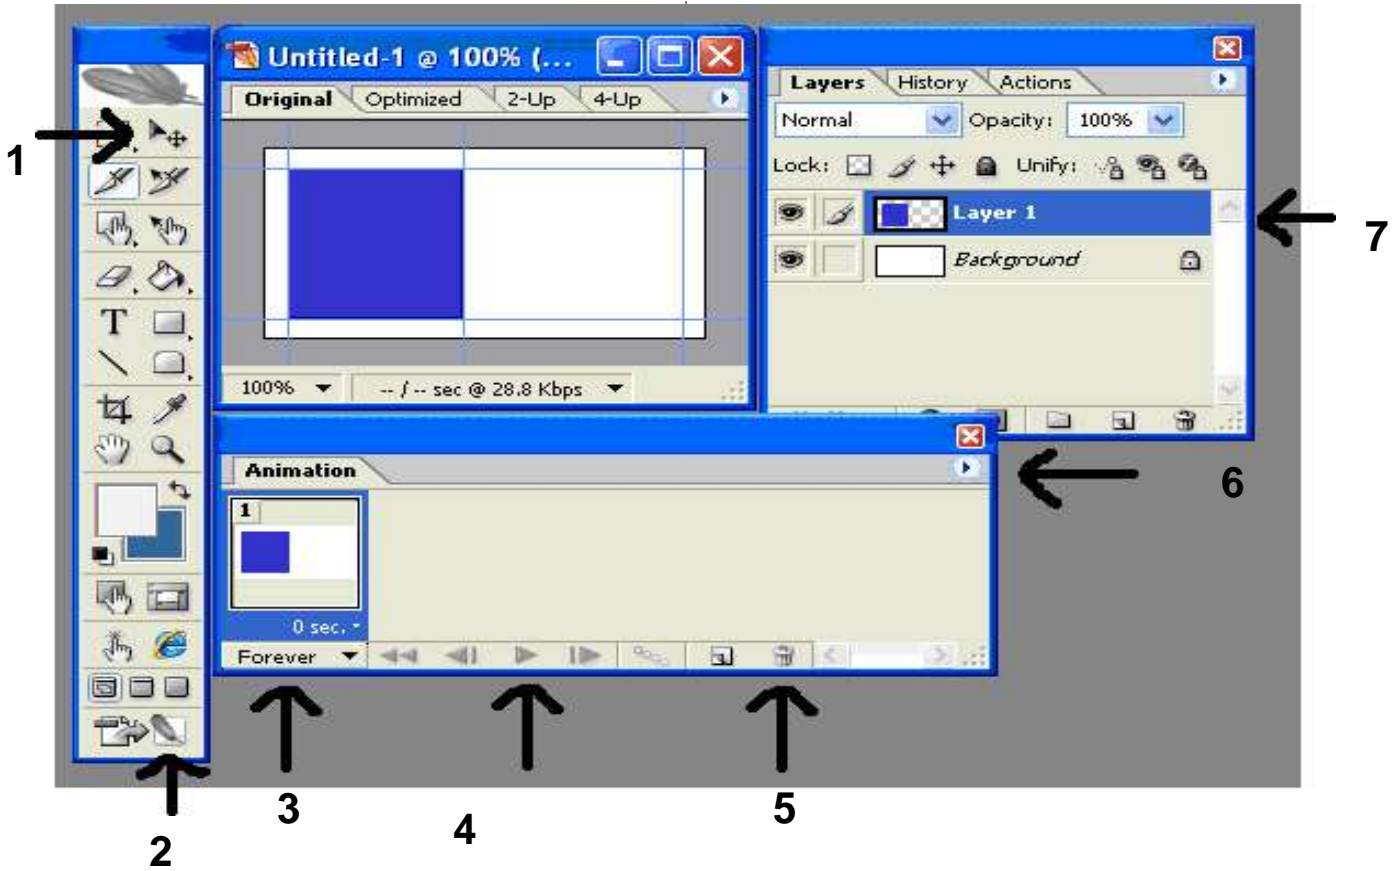 Untitled-1 @ 100% (...
Original Optimized 2-Up 4-Up
100% -- / -- sec @ 28.8 Kbps
Layers History Actions
Normal Opacity: 100%
Lock: Unify:
Layer 1
Background
Animation
1
0 sec.
Forever
T
1
2
3
4
5
6
7